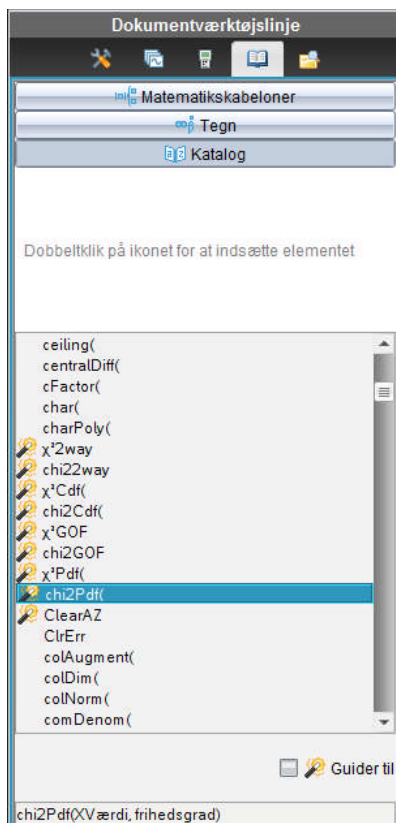 Dokumentværktøjslinje
Matematikskabeloner
Tegn
Katalog
Dobbeltklik på ikonet for at indsætte elementet
ceiling(
centralDiff(
cFactor(
char(
charPoly(
χ²2way
chi22way
χ²Cdf(
chi2Cdf(
χ²GOF
chi2GOF
χ²Pdf(
chi2Pdf(
ClearAZ
ClrErr
colAugment(
colDim(
colNorm(
comDenom(
Guider til
chi2Pdf(XVærdi, frihedsgrad)